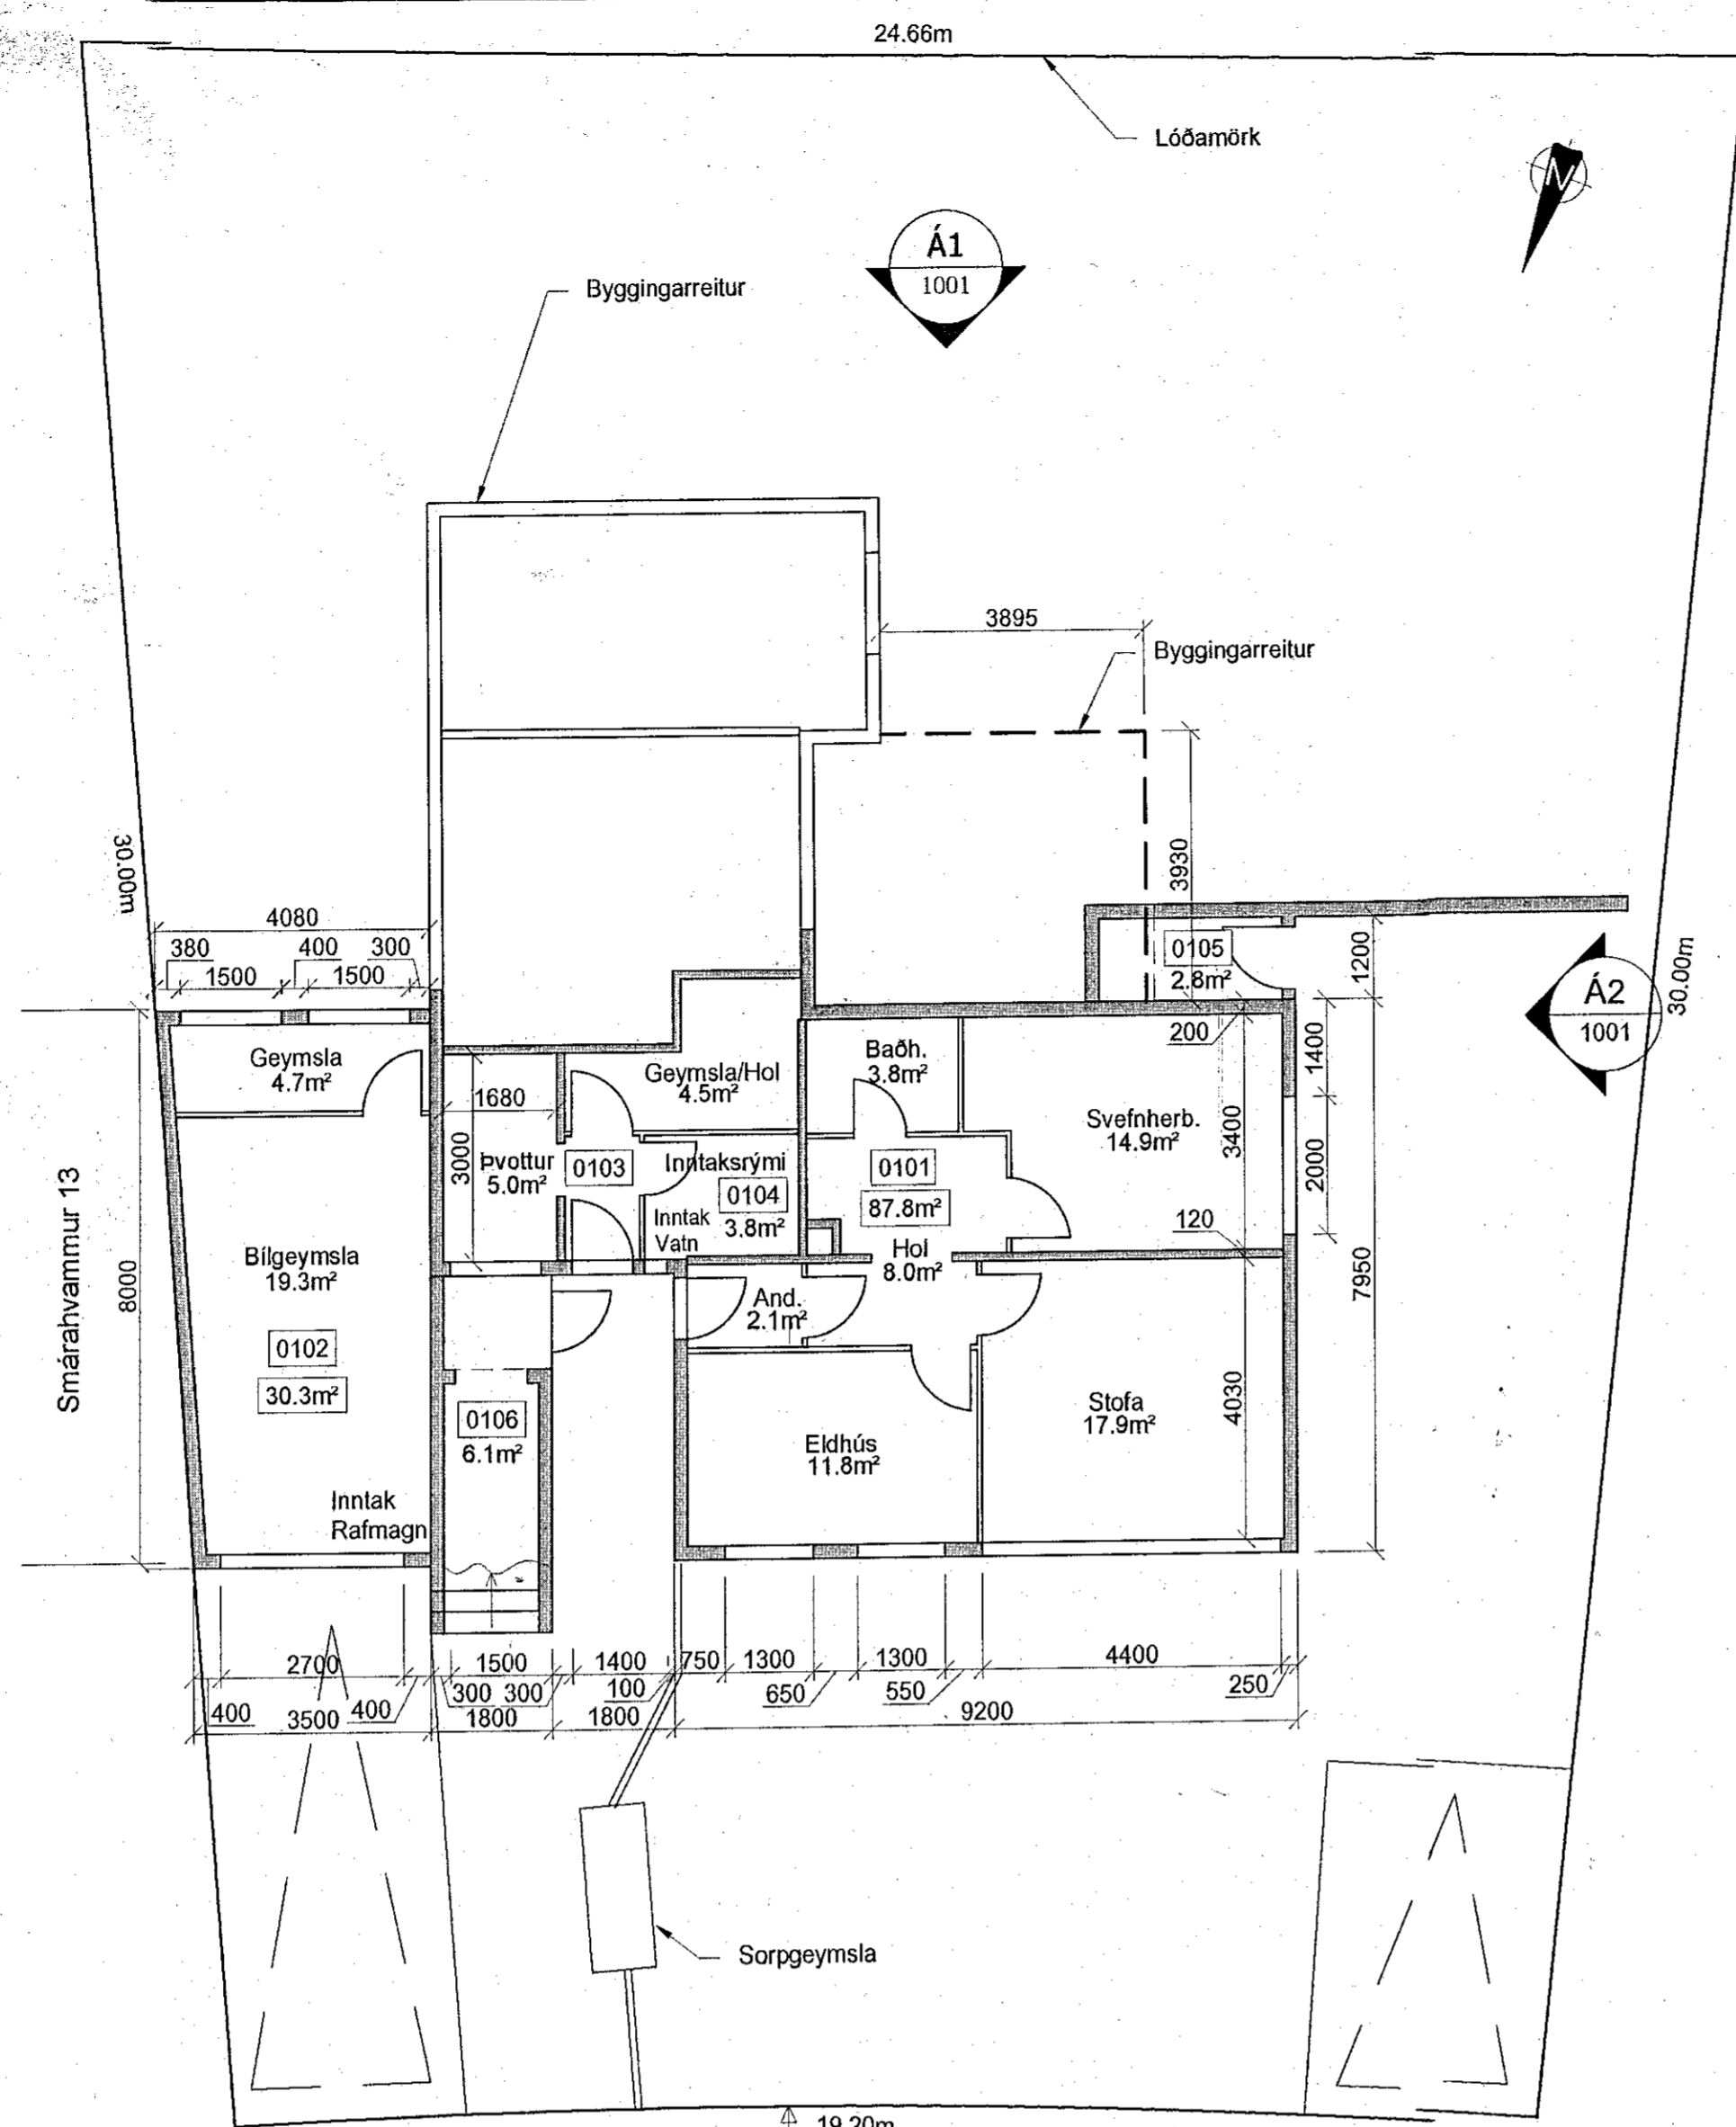 24.66m
Lóðamörk
N
Á1
1001
Byggingarreitur
3895
Byggingarreitur
30.00m
3930
4080
380
400
300
1500
1500
0105
2.8m²
1200
30.00m
Á2
1001
200
1400
Geymsla
4.7m²
Geymsla/Hol
4.5m²
Baðh.
3.8m²
1680
Svefnherb.
14.9m²
3400
3000
Þvottur
5.0m²
0103
Inntaksrými
0104
3.8m²
Inntak
Vatn
0101
87.8m²
2000
120
Hol
8.0m²
Smárahvammur 13
8000
Bílgeymsla
19.3m²
7950
And.
2.1m²
0102
30.3m²
0106
6.1m²
Eldhús
11.8m²
Stofa
17.9m²
4030
Inntak
Rafmagn
2700
1500
1400
750
1300
1300
4400
300
300
100
650
550
250
400
3500
400
1800
1800
9200
Sorpgeymsla
19.20m